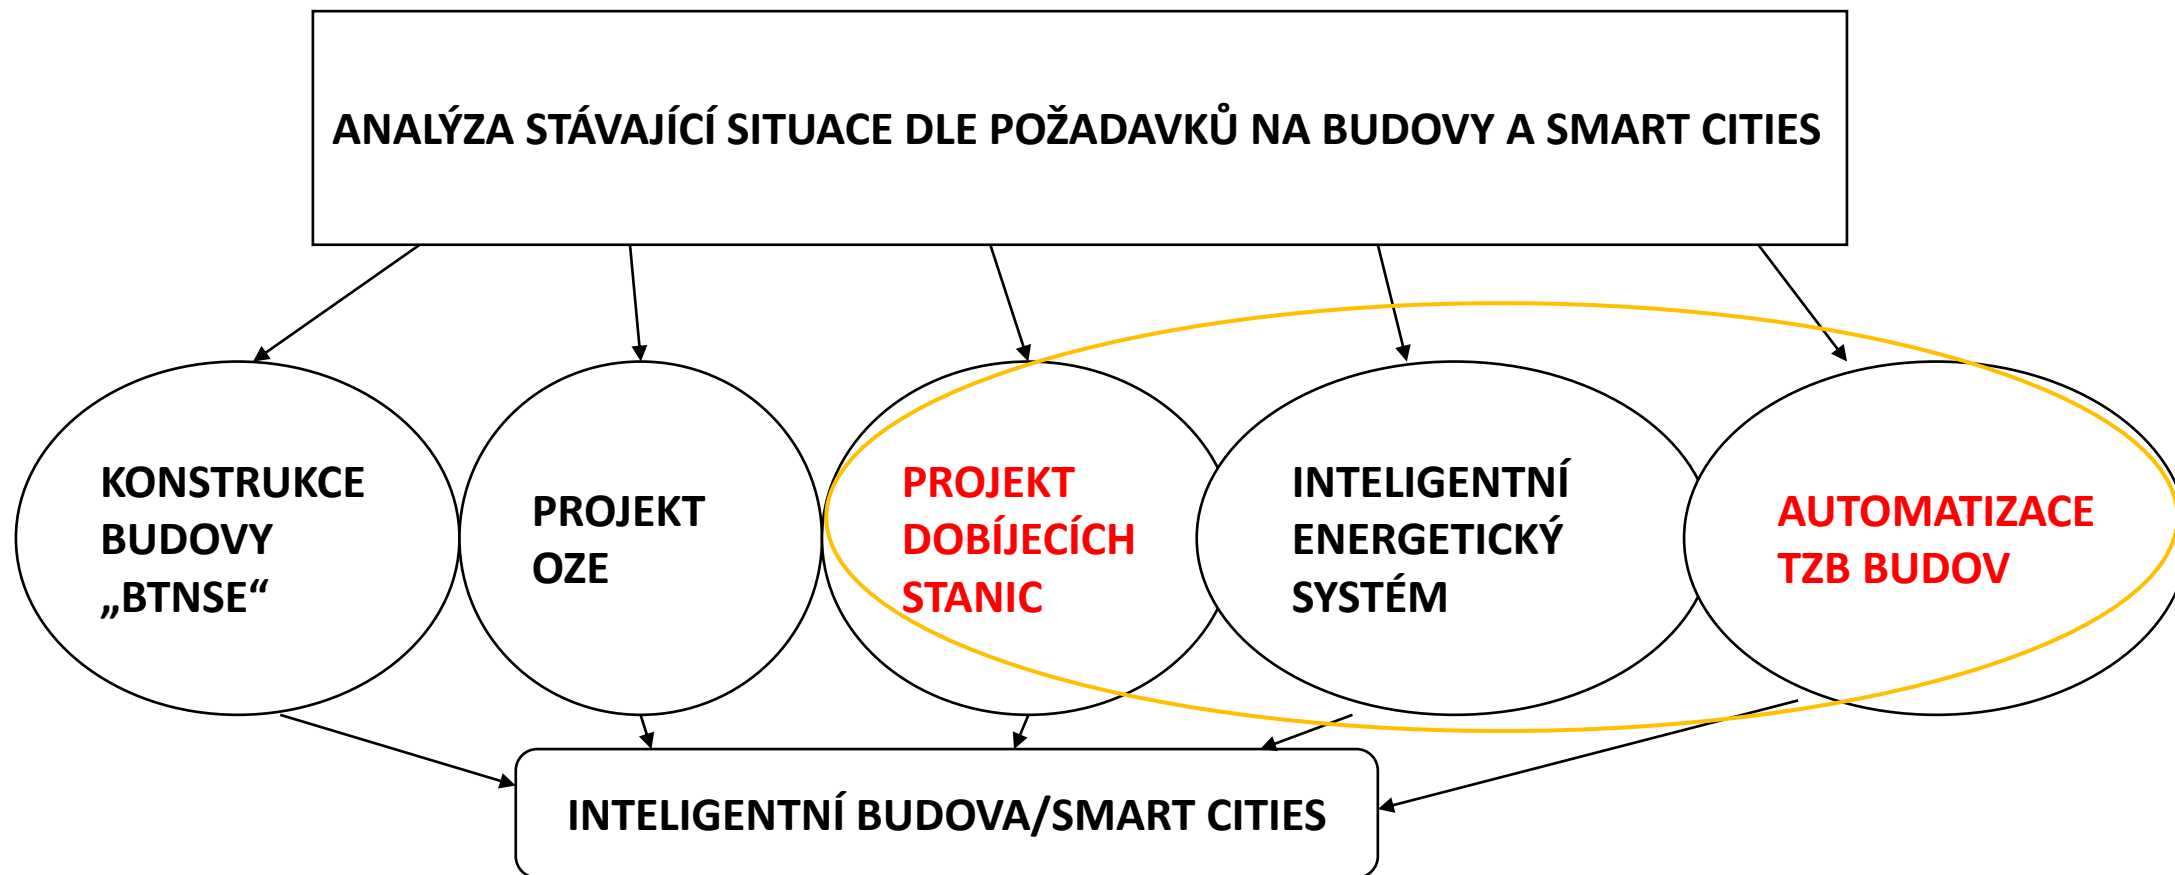 ANALÝZA STÁVAJÍCÍ SITUACE DLE POŽADAVKŮ NA BUDOVY A SMART CITIES
KONSTRUKCE
BUDOVY
„BTNSE“
PROJEKT
OZE
PROJEKT
DOBÍJECÍCH
STANIC
INTELIGENTNÍ
ENERGETICKÝ
SYSTÉM
AUTOMATIZACE
TZB BUDOV
INTELIGENTNÍ BUDOVA/SMART CITIES